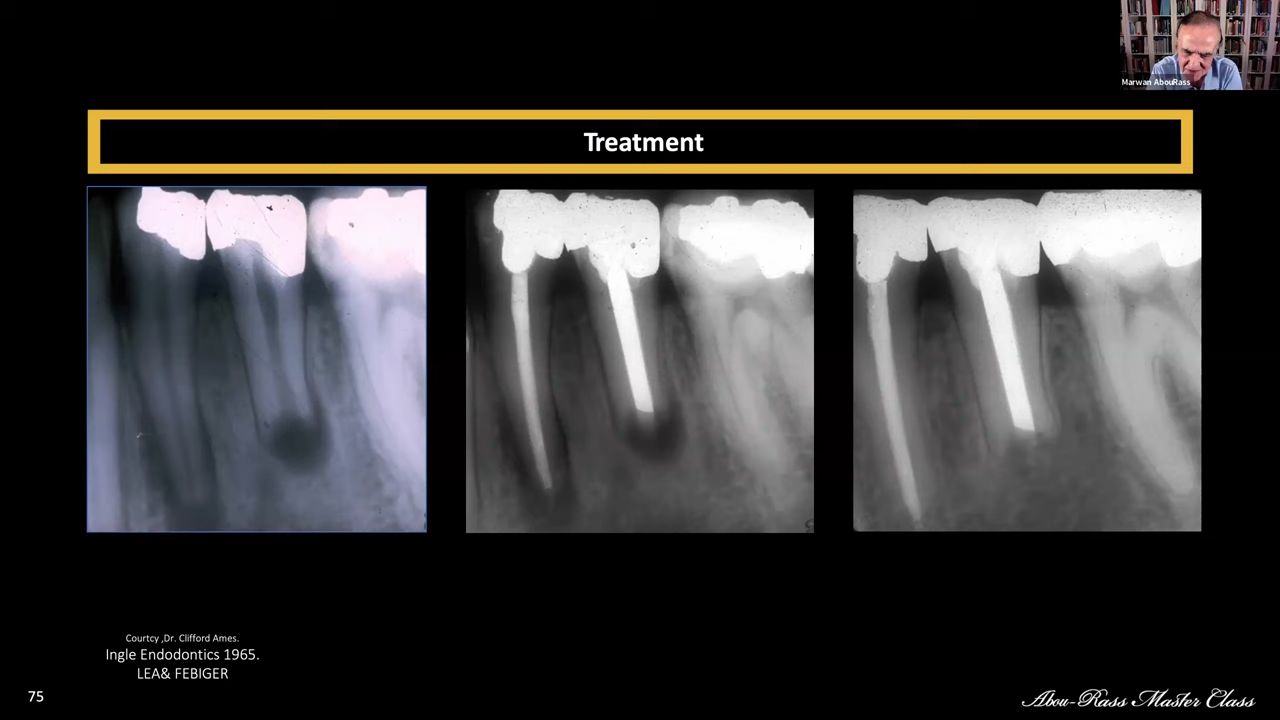 Marwan AbouRass
Treatment
Courtcy ,Dr. Clifford Ames.
Ingle Endodontics 1965.
LEA& FEBIGER
75
Abou-Rass Master Class